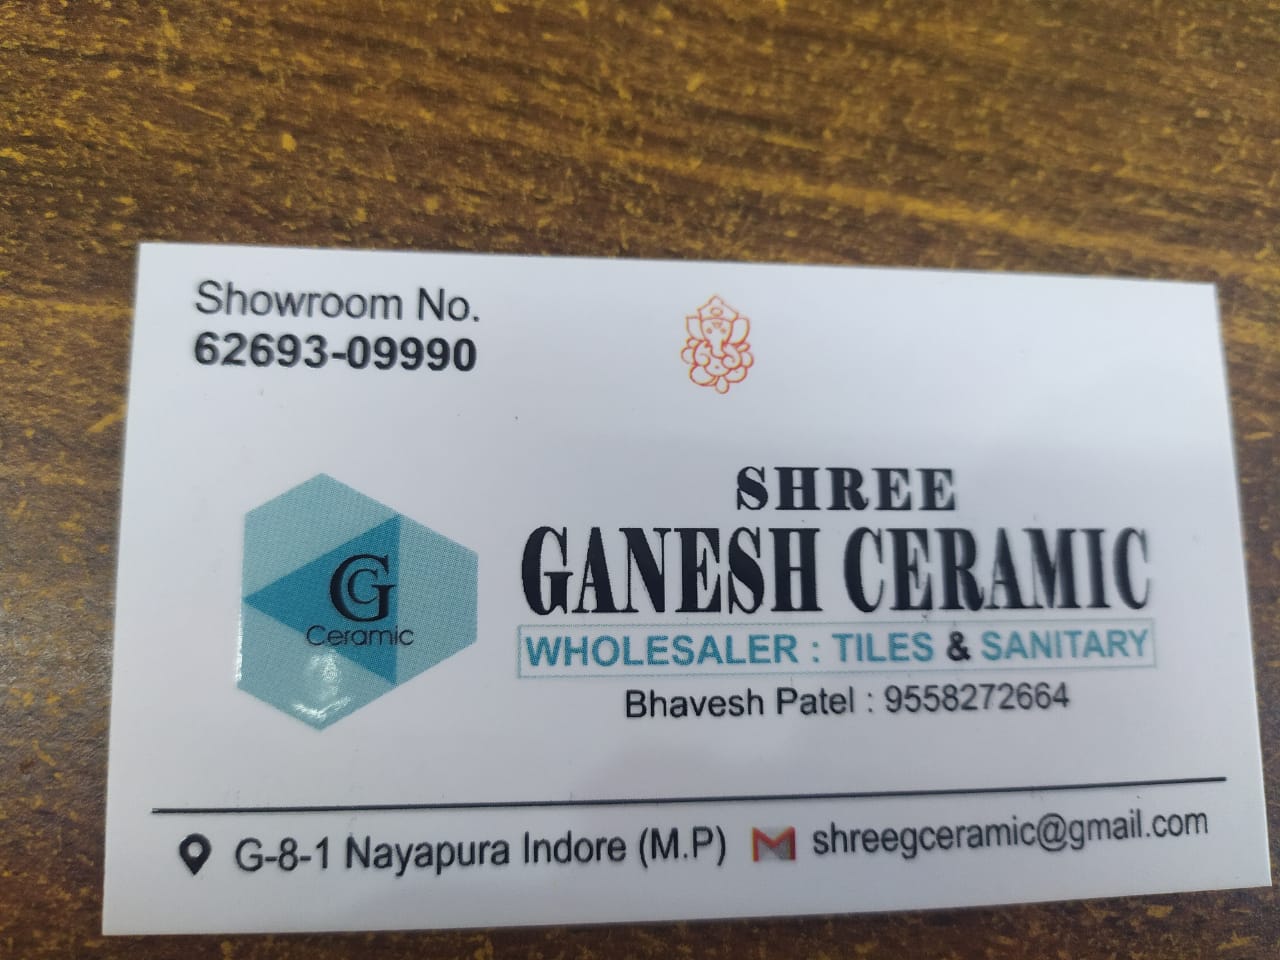 Showroom No.
62693-09990
SHREE
GANESH CERAMIC
GC
Ceramic
WHOLESALER : TILES & SANITARY
Bhavesh Patel : 9558272664
G-8-1 Nayapura Indore (M.P) shreegceramic@gmail.com